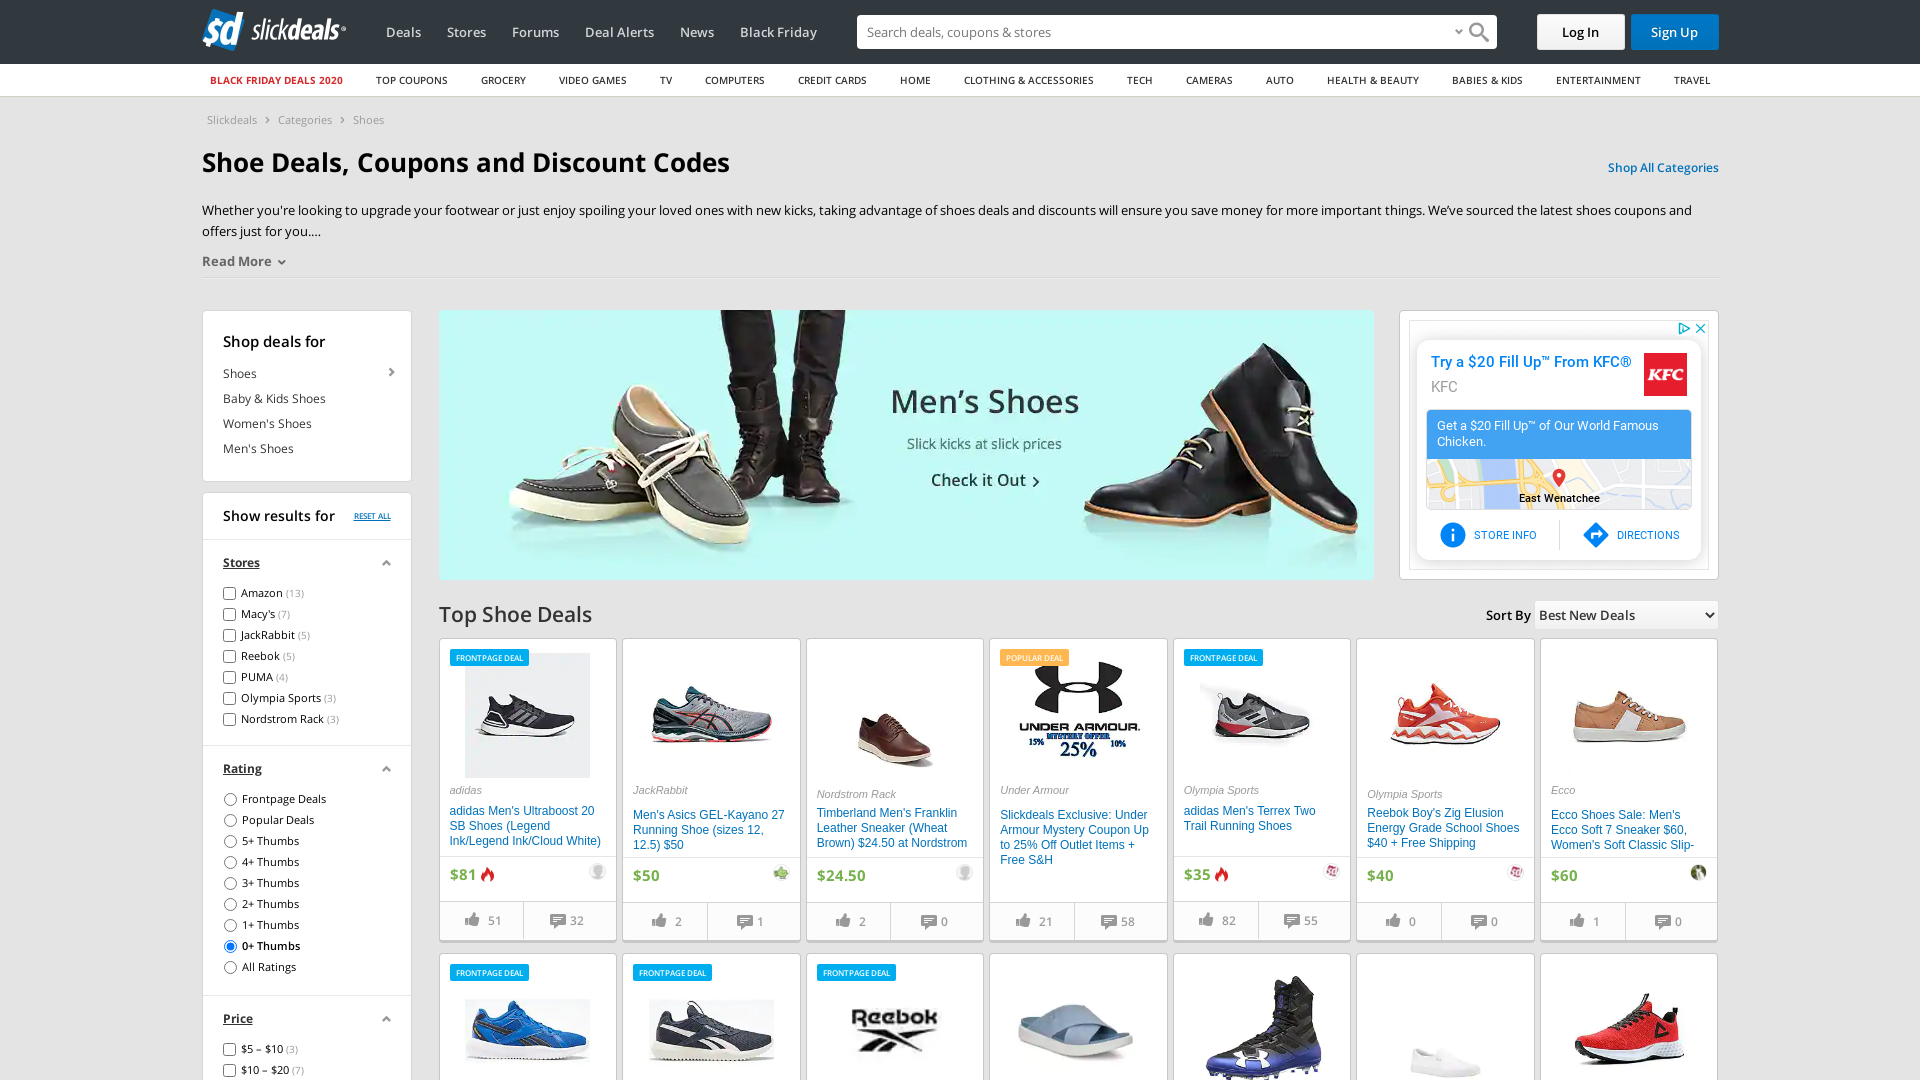 sd slickdeals
Deals
Stores
Forums
Deal Alerts
News
Black Friday
Search deals, coupons & stores
Log In
Sign Up
BLACK FRIDAY DEALS 2020
TOP COUPONS
GROCERY
VIDEO GAMES
TV
COMPUTERS
CREDIT CARDS
HOME
CLOTHING & ACCESSORIES
TECH
CAMERAS
AUTO
HEALTH & BEAUTY
BABIES & KIDS
ENTERTAINMENT
TRAVEL
Slickdeals > Categories > Shoes
Shoe Deals, Coupons and Discount Codes
Shop All Categories
Whether you're looking to upgrade your footwear or just enjoy spoiling your loved ones with new kicks, taking advantage of shoes deals and discounts will ensure you save money for more important things. We’ve sourced the latest shoes coupons and
offers just for you....
Read More
Shop deals for
Shoes
Baby & Kids Shoes
Women's Shoes
Men's Shoes
Show results for
RESET ALL
Stores
Amazon (13)
Macy's (7)
JackRabbit (5)
Reebok (5)
PUMA (4)
Olympia Sports (3)
Nordstrom Rack (3)
Rating
Frontpage Deals
Popular Deals
5+ Thumbs
4+ Thumbs
3+ Thumbs
2+ Thumbs
1+ Thumbs
0+ Thumbs
All Ratings
Price
$5 – $10 (3)
$10 – $20 (7)
Men’s Shoes
Slick kicks at slick prices
Check it Out
Try a $20 Fill Up™ From KFC®
KFC
KFC
Get a $20 Fill Up™ of Our World Famous
Chicken.
East Wenatchee
STORE INFO
DIRECTIONS
Top Shoe Deals
Sort By
Best New Deals
FRONTPAGE DEAL
adidas
adidas Men's Ultraboost 20
SB Shoes (Legend
Ink/Legend Ink/Cloud White)
$81
51
32
JackRabbit
Men's Asics GEL-Kayano 27
Running Shoe (sizes 12,
12.5) $50
$50
2
1
Nordstrom Rack
Timberland Men's Franklin
Leather Sneaker (Wheat
Brown) $24.50 at Nordstrom
$24.50
2
0
POPULAR DEAL
UNDER ARMOUR.
MYSTERY OFFER
15%
25%
10%
Under Armour
Slickdeals Exclusive: Under
Armour Mystery Coupon Up
to 25% Off Outlet Items +
Free S&H
21
58
FRONTPAGE DEAL
Olympia Sports
adidas Men's Terrex Two
Trail Running Shoes
$35
82
55
Olympia Sports
Reebok Boy's Zig Elusion
Energy Grade School Shoes
$40 + Free Shipping
$40
0
0
Ecco
Ecco Shoes Sale: Men's
Ecco Soft 7 Sneaker $60,
Women's Soft Classic Slip-
$60
1
0
FRONTPAGE DEAL
FRONTPAGE DEAL
FRONTPAGE DEAL
Reebok